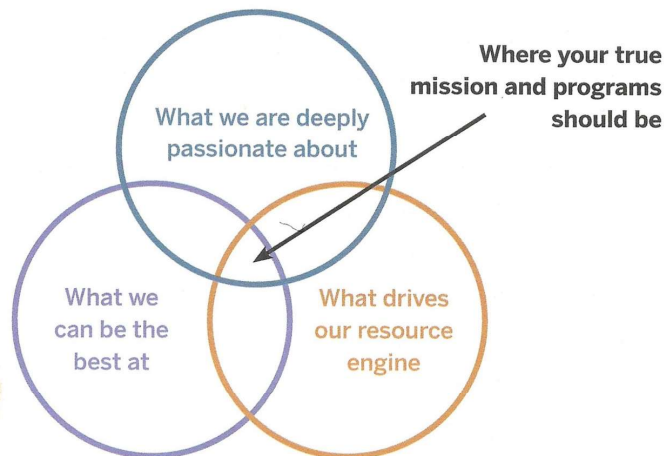 Where your true
mission and programs
should be
What we are deeply
passionate about
What we
can be the
best at
What drives
our resource
engine